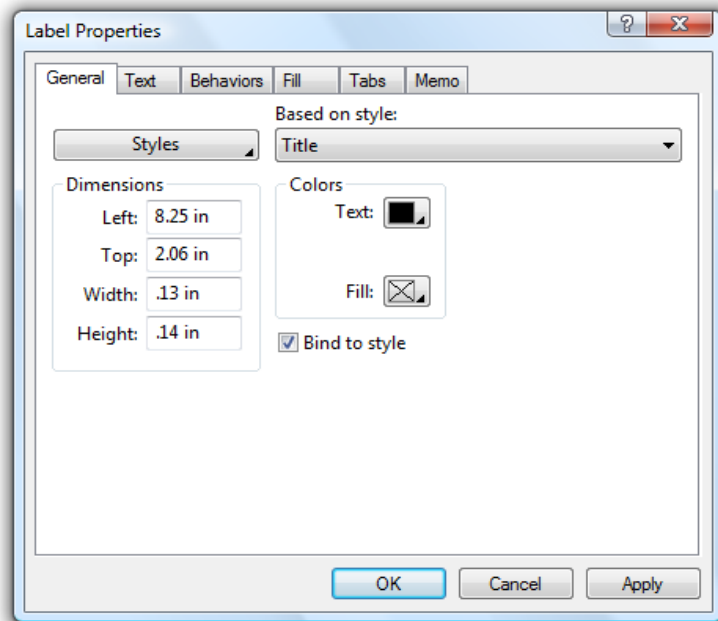 Label Properties
General Text Behaviors Fill Tabs Memo
Based on style:
Styles
Title
Dimensions
Colors
Left: 8.25 in
Text:
Top: 2.06 in
Width: .13 in
Fill:
Height: .14 in
Bind to style
OK Cancel Apply